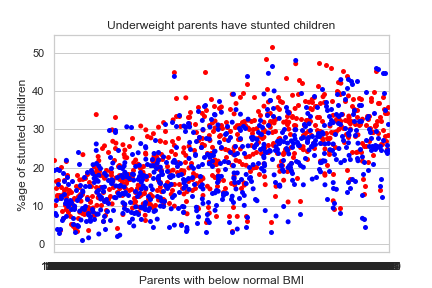 Underweight parents have stunted children
%age of stunted children
50
40
30
20
10
0
Parents with below normal BMI